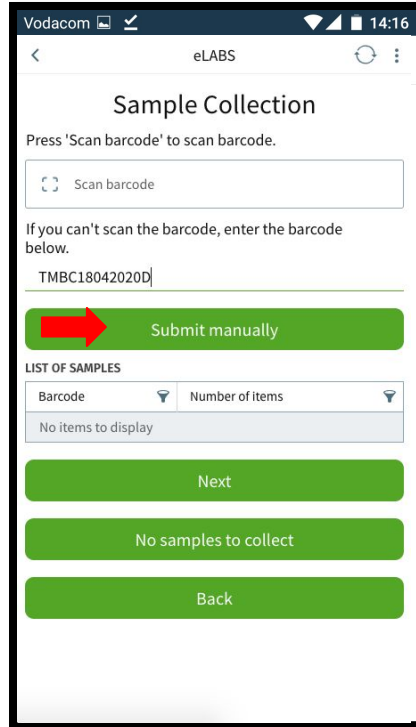 Vodacom 14:16
eLABS
Sample Collection
Press 'Scan barcode' to scan barcode.
Scan barcode
If you can't scan the barcode, enter the barcode
below.
TMBC18042020D
Submit manually
LIST OF SAMPLES
Barcode Number of items
No items to display
Next
No samples to collect
Back